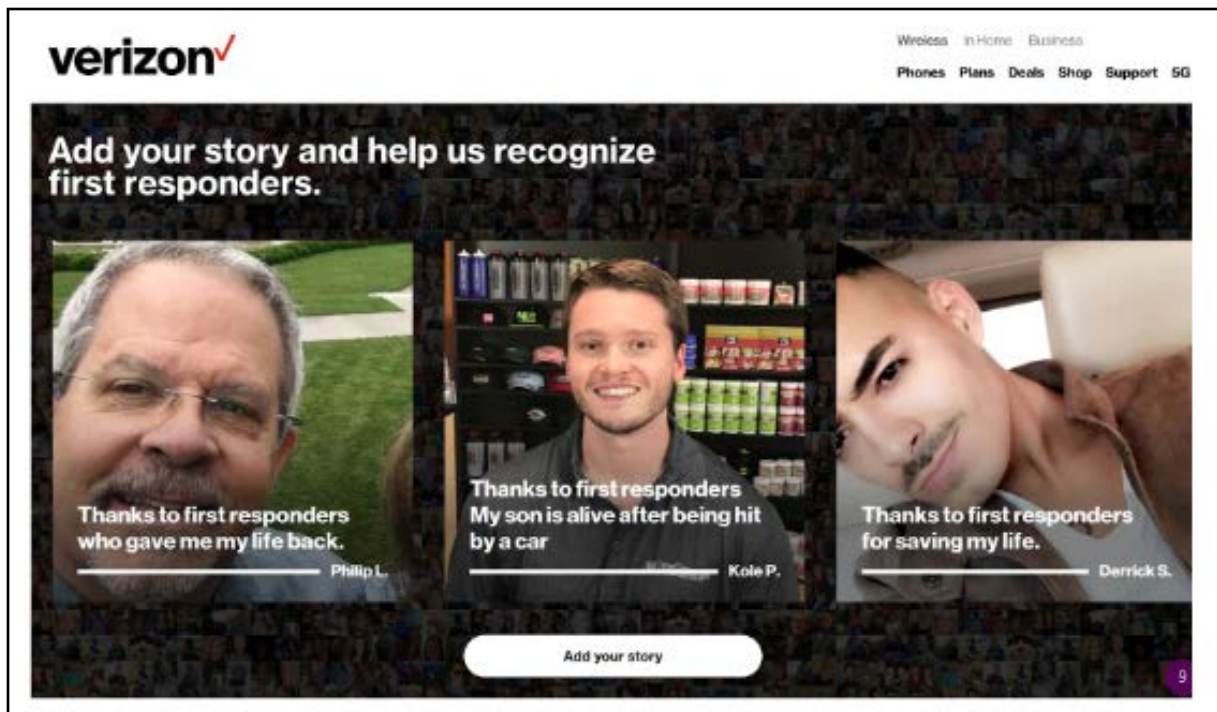 verizon✓
Wireless In Home Business
Phones Plans Deals Shop Support 5G
Add your story and help us recognize
first responders.
Thanks to first responders
who gave me my life back.
Philip L.
Thanks to first responders
My son is alive after being hit
by a car
Kole P.
Thanks to first responders
for saving my life.
Derrick S.
Add your story
9